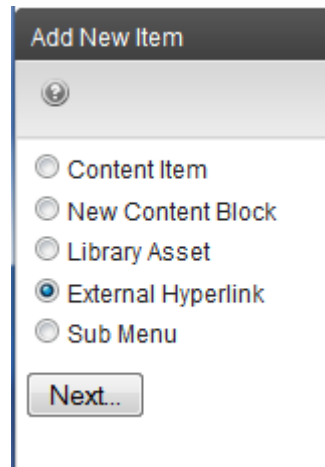 Add New Item
Content Item
New Content Block
Library Asset
External Hyperlink
Sub Menu
Next...